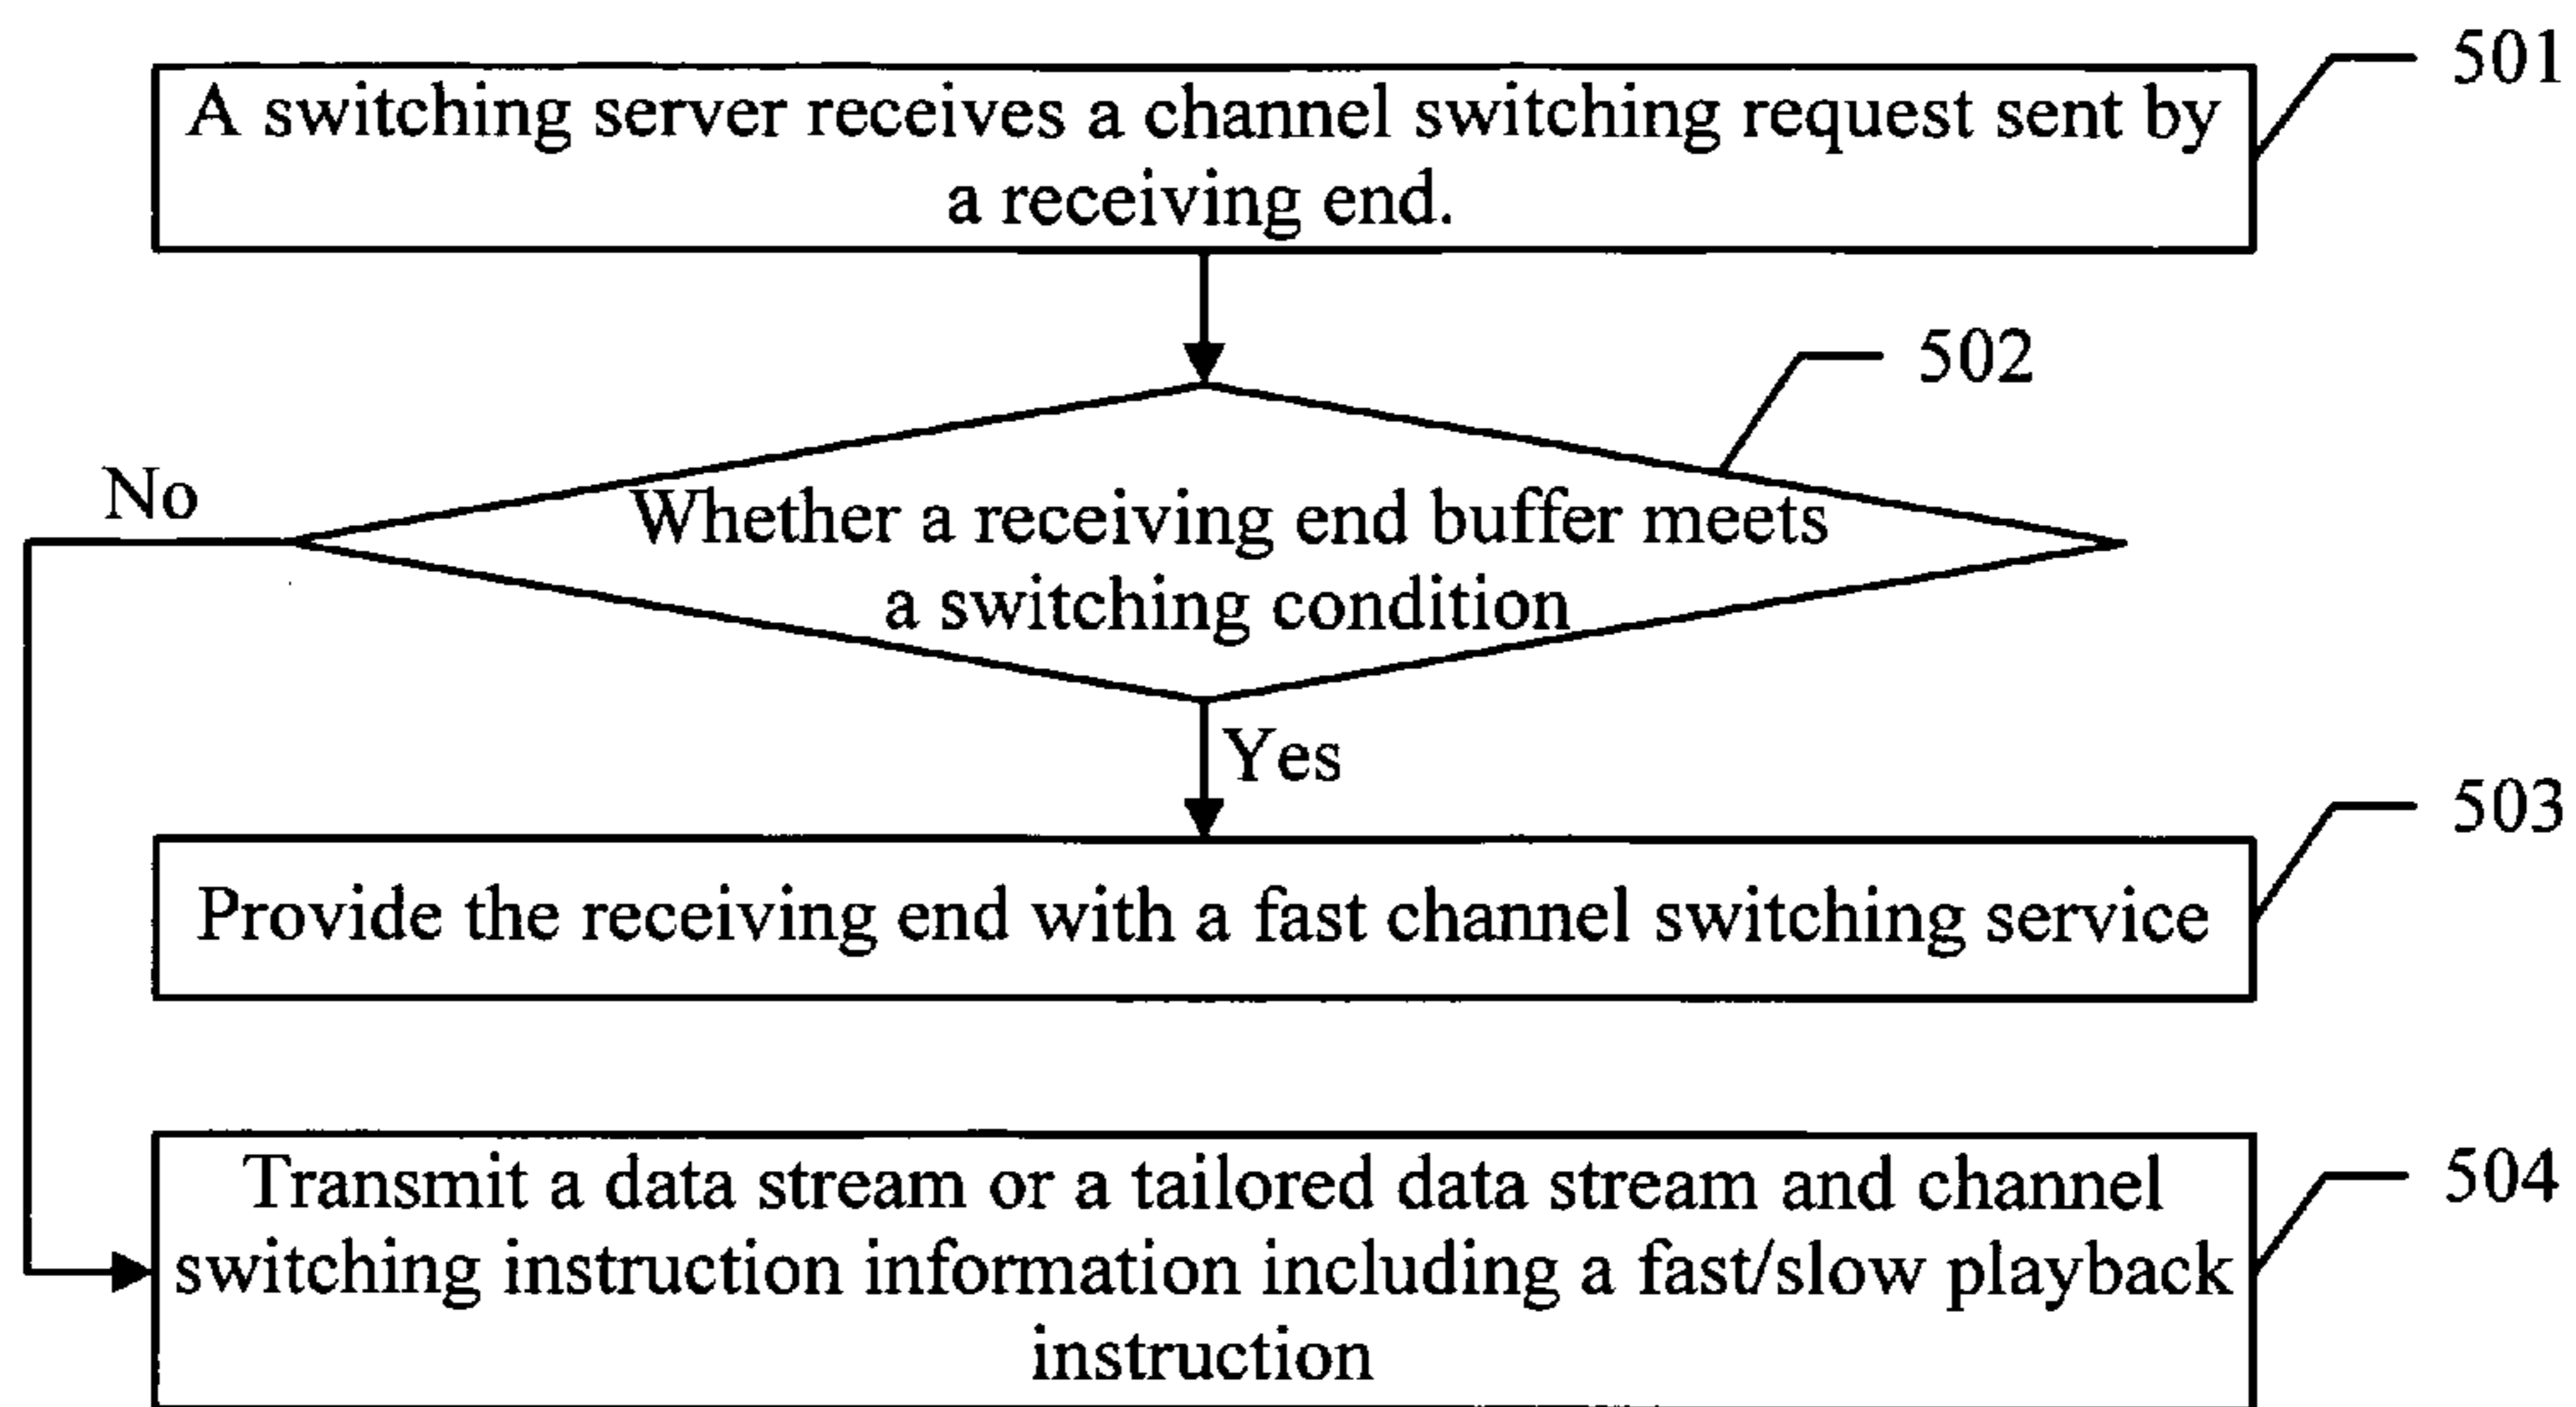 501
A switching server receives a channel switching request sent by
a receiving end.
502
No
Whether a receiving end buffer meets
a switching condition
Yes
503
Provide the receiving end with a fast channel switching service
504
Transmit a data stream or a tailored data stream and channel
switching instruction information including a fast/slow playback
instruction